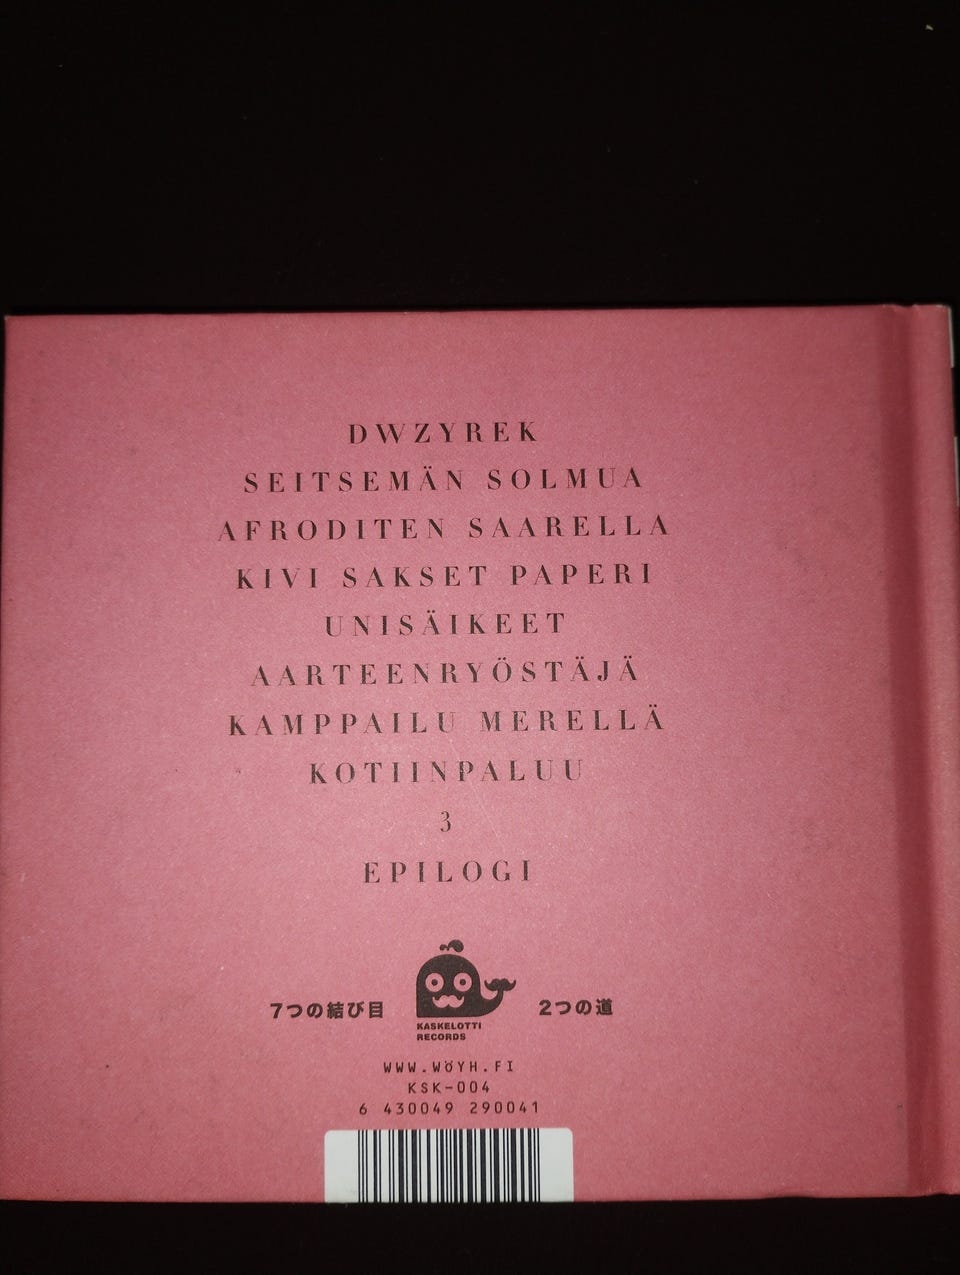 DWZYREK
SEITSEMÄN SOLMUA
AFRODITEN SAARELLA
KIVI SAKSET PAPERI
UNISÄIKEET
AARTEENRYÖSTÄJÄ
KAMPPAILU MERELLÄ
KOTIINPALUU
3
EPILOGI
7つの結び目
KASKELOTTI
RECORDS
2つの道
WWW.WÖYH.FI
KSK-004
6 430049 290041